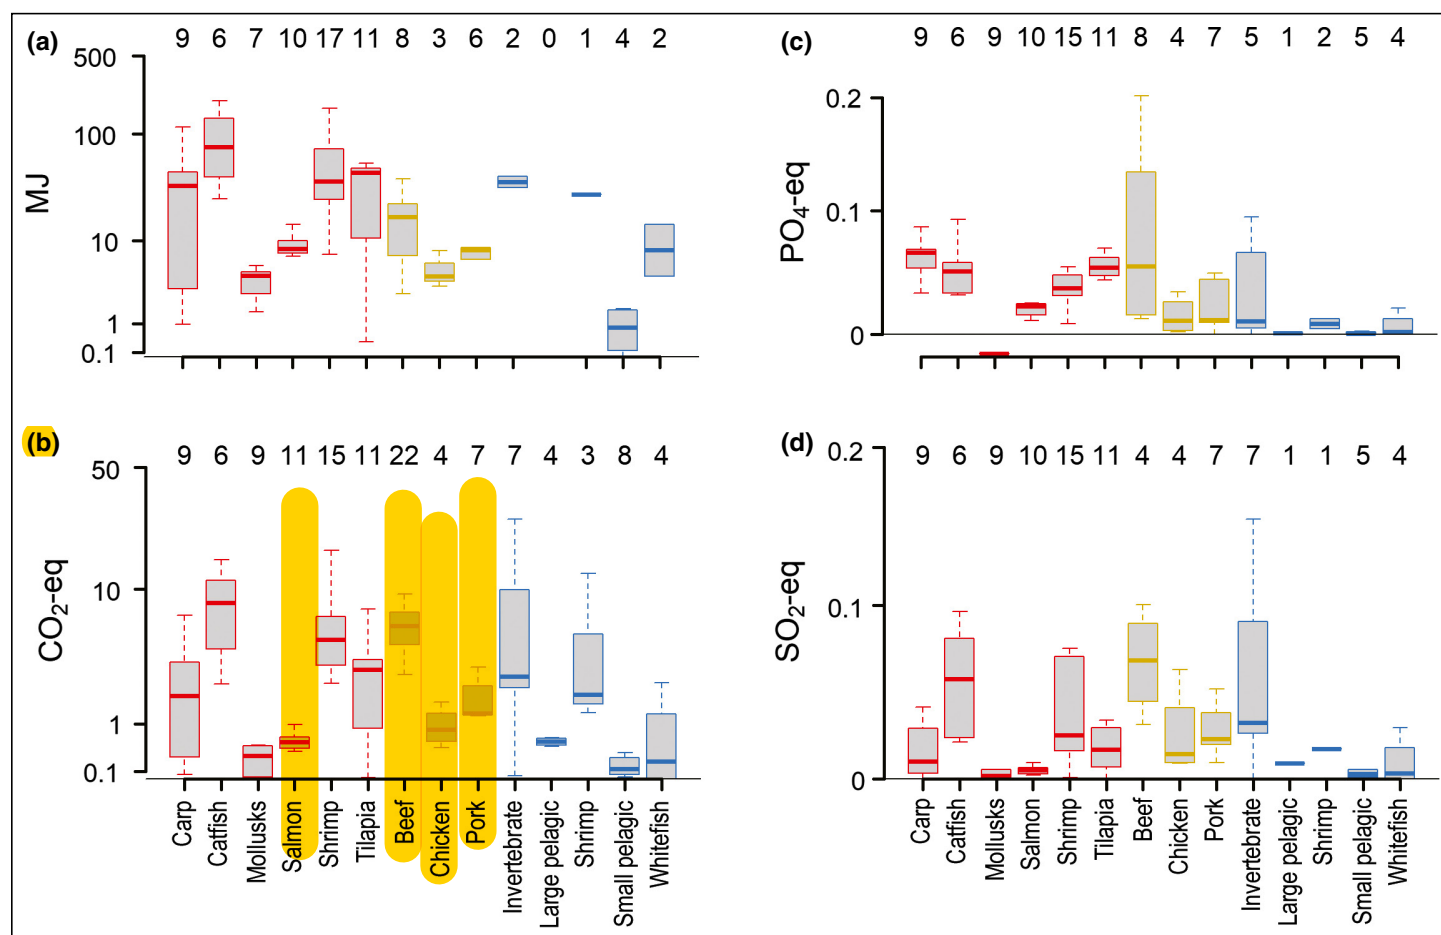 (a)
9 6 7 10 17 11 8 3 6 2 0 1 4 2
500
100
10
1
0.1
MJ
(c)
9 6 9 10 15 11 8 4 7 5 1 2 5 4
0.2
0.1
0
PO4-eq
(b)
9 6 9 11 15 11 22 4 7 7 4 3 8 4
50
10
1
0.1
CO2-eq
Carp
Catfish
Mollusks
Salmon
Shrimp
Tilapia
Beef
Chicken
Pork
Invertebrate
Large pelagic
Shrimp
Small pelagic
Whitefish
(d)
9 6 9 10 15 11 4 4 7 7 1 1 5 4
0.2
0.1
0
SO2-eq
Carp
Catfish
Mollusks
Salmon
Shrimp
Tilapia
Beef
Chicken
Pork
Invertebrate
Large pelagic
Shrimp
Small pelagic
Whitefish